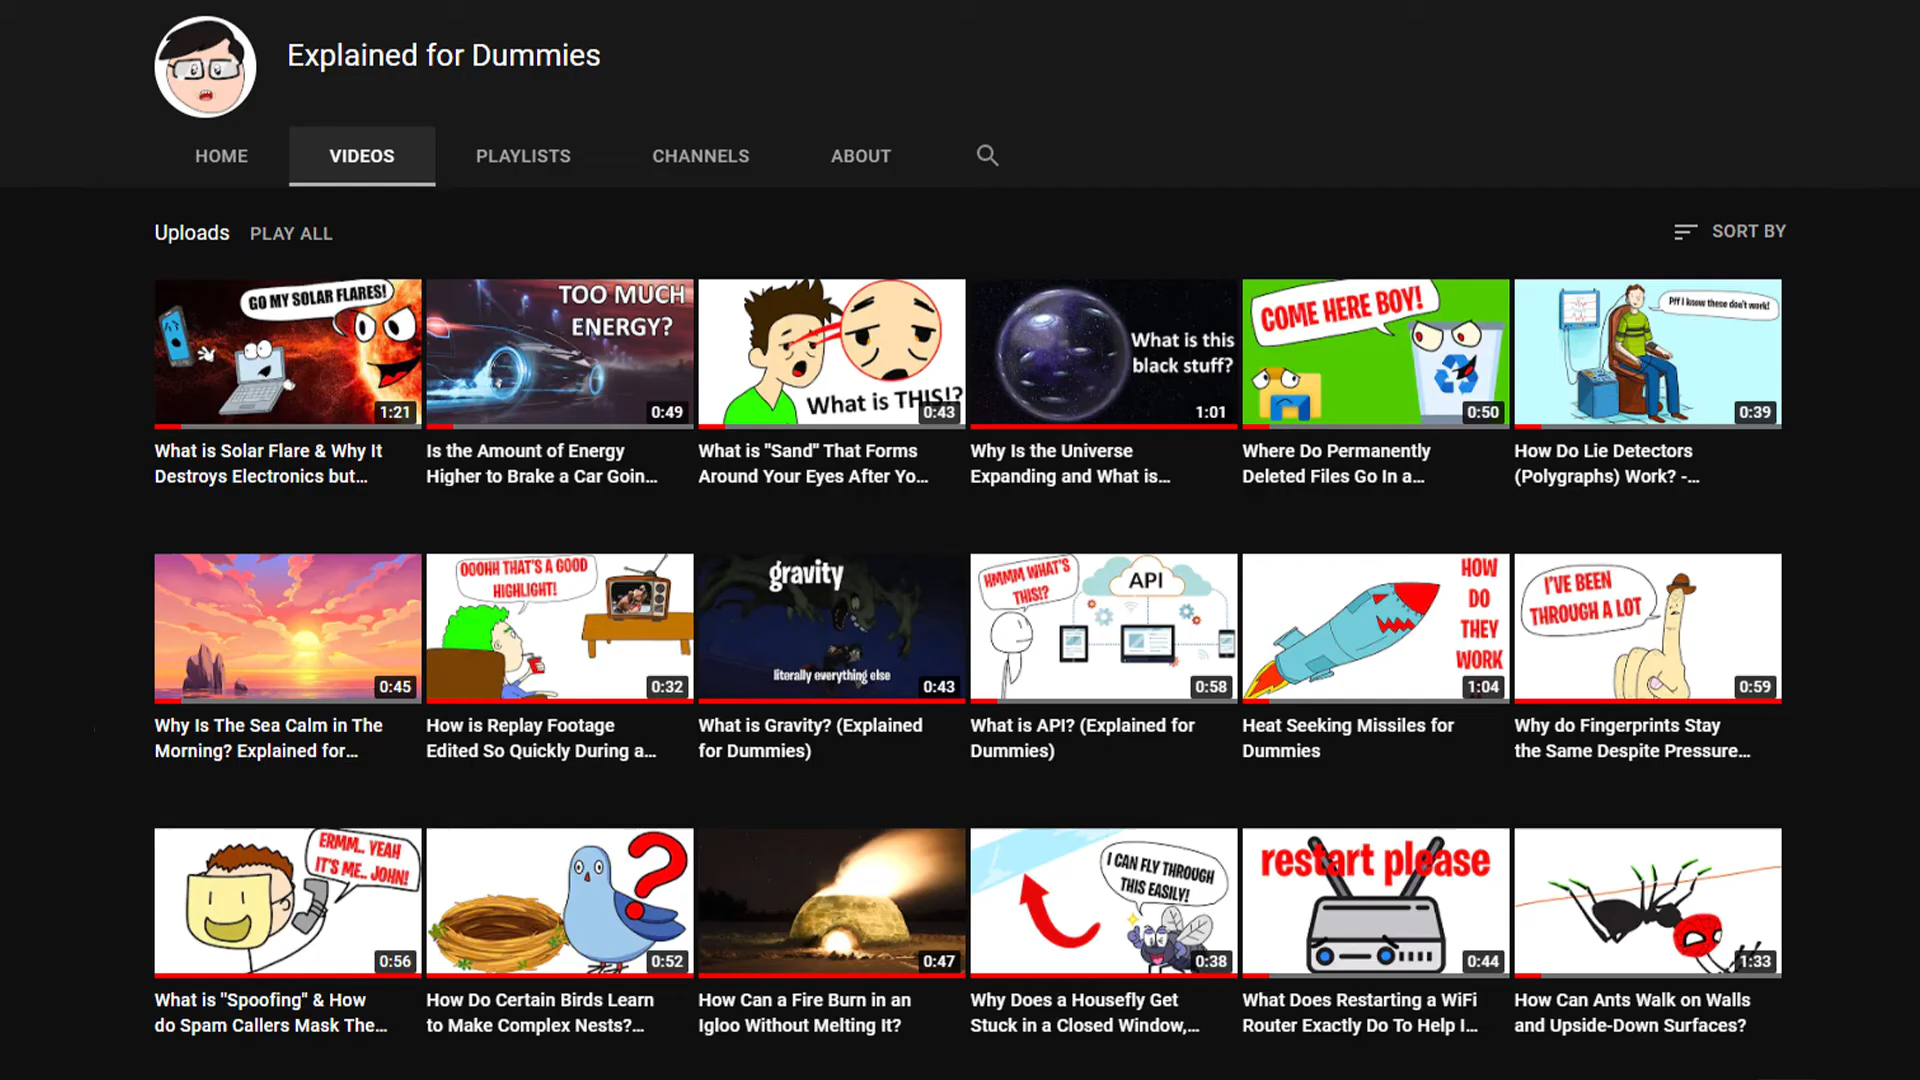 Explained for Dummies
HOME VIDEOS PLAYLISTS CHANNELS ABOUT
Uploads PLAY ALL SORT BY
GO MY SOLAR FLARES!
1:21
What is Solar Flare & Why It
Destroys Electronics but...
TOO MUCH
ENERGY?
0:49
Is the Amount of Energy
Higher to Brake a Car Goin...
What is THIS!?
0:43
What is "Sand" That Forms
Around Your Eyes After Yo...
What is this
black stuff?
1:01
Why Is the Universe
Expanding and What is...
COME HERE BOY!
0:50
Where Do Permanently
Deleted Files Go In a...
Pff I know these don't work!
0:39
How Do Lie Detectors
(Polygraphs) Work? -...
0:45
Why Is The Sea Calm in The
Morning? Explained for...
OOOHH THAT'S A GOOD
HIGHLIGHT!
0:32
How is Replay Footage
Edited So Quickly During a...
gravity
literally everything else
0:43
What is Gravity? (Explained
for Dummies)
HMMM WHAT'S
THIS!?
API
0:58
What is API? (Explained for
Dummies)
HOW
DO
THEY
WORK
1:04
Heat Seeking Missiles for
Dummies
I'VE BEEN
THROUGH A LOT
0:59
Why do Fingerprints Stay
the Same Despite Pressure...
ERMM.. YEAH
IT'S ME.. JOHN!
0:56
What is "Spoofing" & How
do Spam Callers Mask The...
?
0:52
How Do Certain Birds Learn
to Make Complex Nests?...
0:47
How Can a Fire Burn in an
Igloo Without Melting It?
I CAN FLY THROUGH
THIS EASILY!
0:38
Why Does a Housefly Get
Stuck in a Closed Window,...
restart please
0:44
What Does Restarting a WiFi
Router Exactly Do To Help I...
1:33
How Can Ants Walk on Walls
and Upside-Down Surfaces?